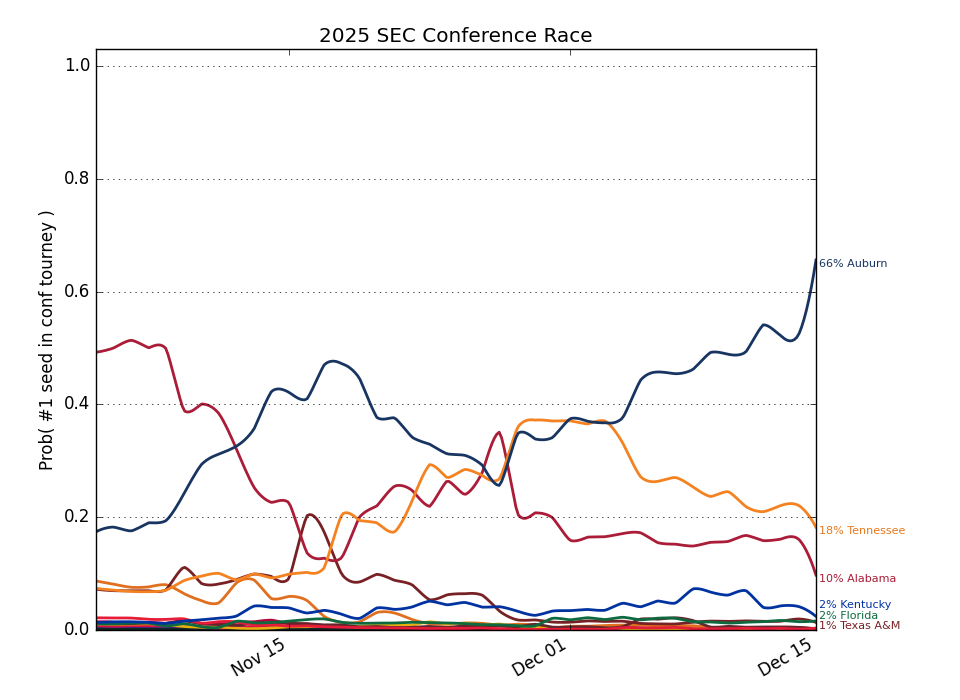 2025 SEC Conference Race
1.0
0.8
0.6
0.4
0.2
0.0
Prob( #1 seed in conf tourney )
66% Auburn
18% Tennessee
10% Alabama
2% Kentucky
2% Florida
1% Texas A&M
Nov 15
Dec 01
Dec 15